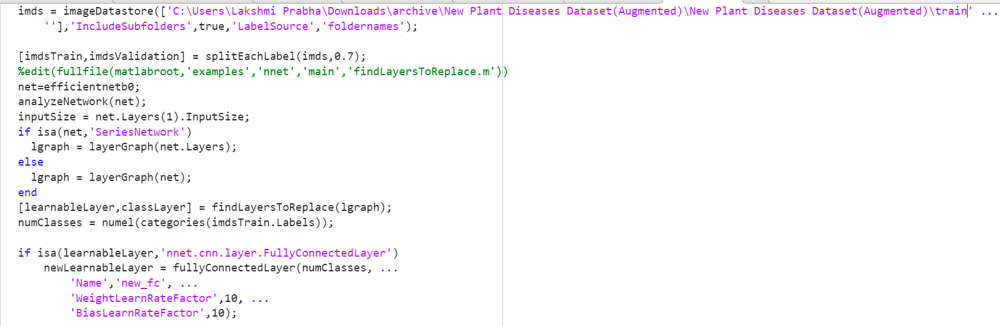 imds = imageDatastore(['C:\Users\Lakshmi Prabha\Downloads\archive\New Plant Diseases Dataset(Augmented)\New Plant Diseases Dataset(Augmented)\train' ...
    ''],'IncludeSubfolders',true,'LabelSource','foldernames');
[imdsTrain,imdsValidation] = splitEachLabel(imds,0.7);
%edit(fullfile(matlabroot,'examples','nnet','main','findLayersToReplace.m'))
net=efficientnetb0;
analyzeNetwork(net);
inputSize = net.Layers(1).InputSize;
if isa(net,'SeriesNetwork')
  lgraph = layerGraph(net.Layers);
else
  lgraph = layerGraph(net);
end
[learnableLayer,classLayer] = findLayersToReplace(lgraph);
numClasses = numel(categories(imdsTrain.Labels));
if isa(learnableLayer,'nnet.cnn.layer.FullyConnectedLayer')
    newLearnableLayer = fullyConnectedLayer(numClasses, ...
        'Name','new_fc', ...
        'WeightLearnRateFactor',10, ...
        'BiasLearnRateFactor',10);